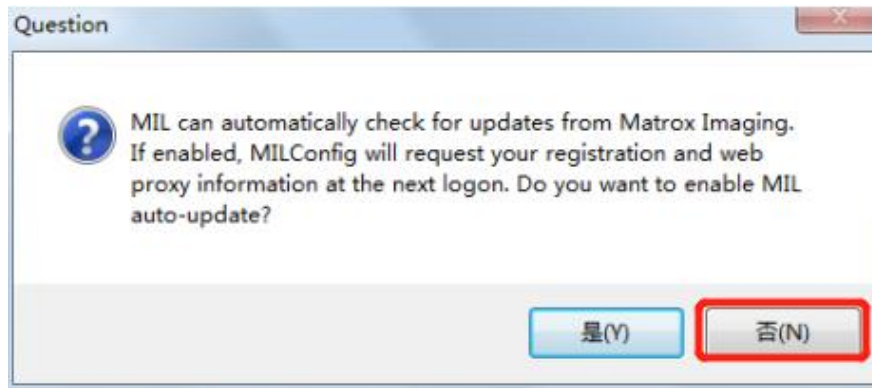 Question
MIL can automatically check for updates from Matrox Imaging.
If enabled, MILConfig will request your registration and web
proxy information at the next logon. Do you want to enable MIL
auto-update?
是(Y)
否(N)